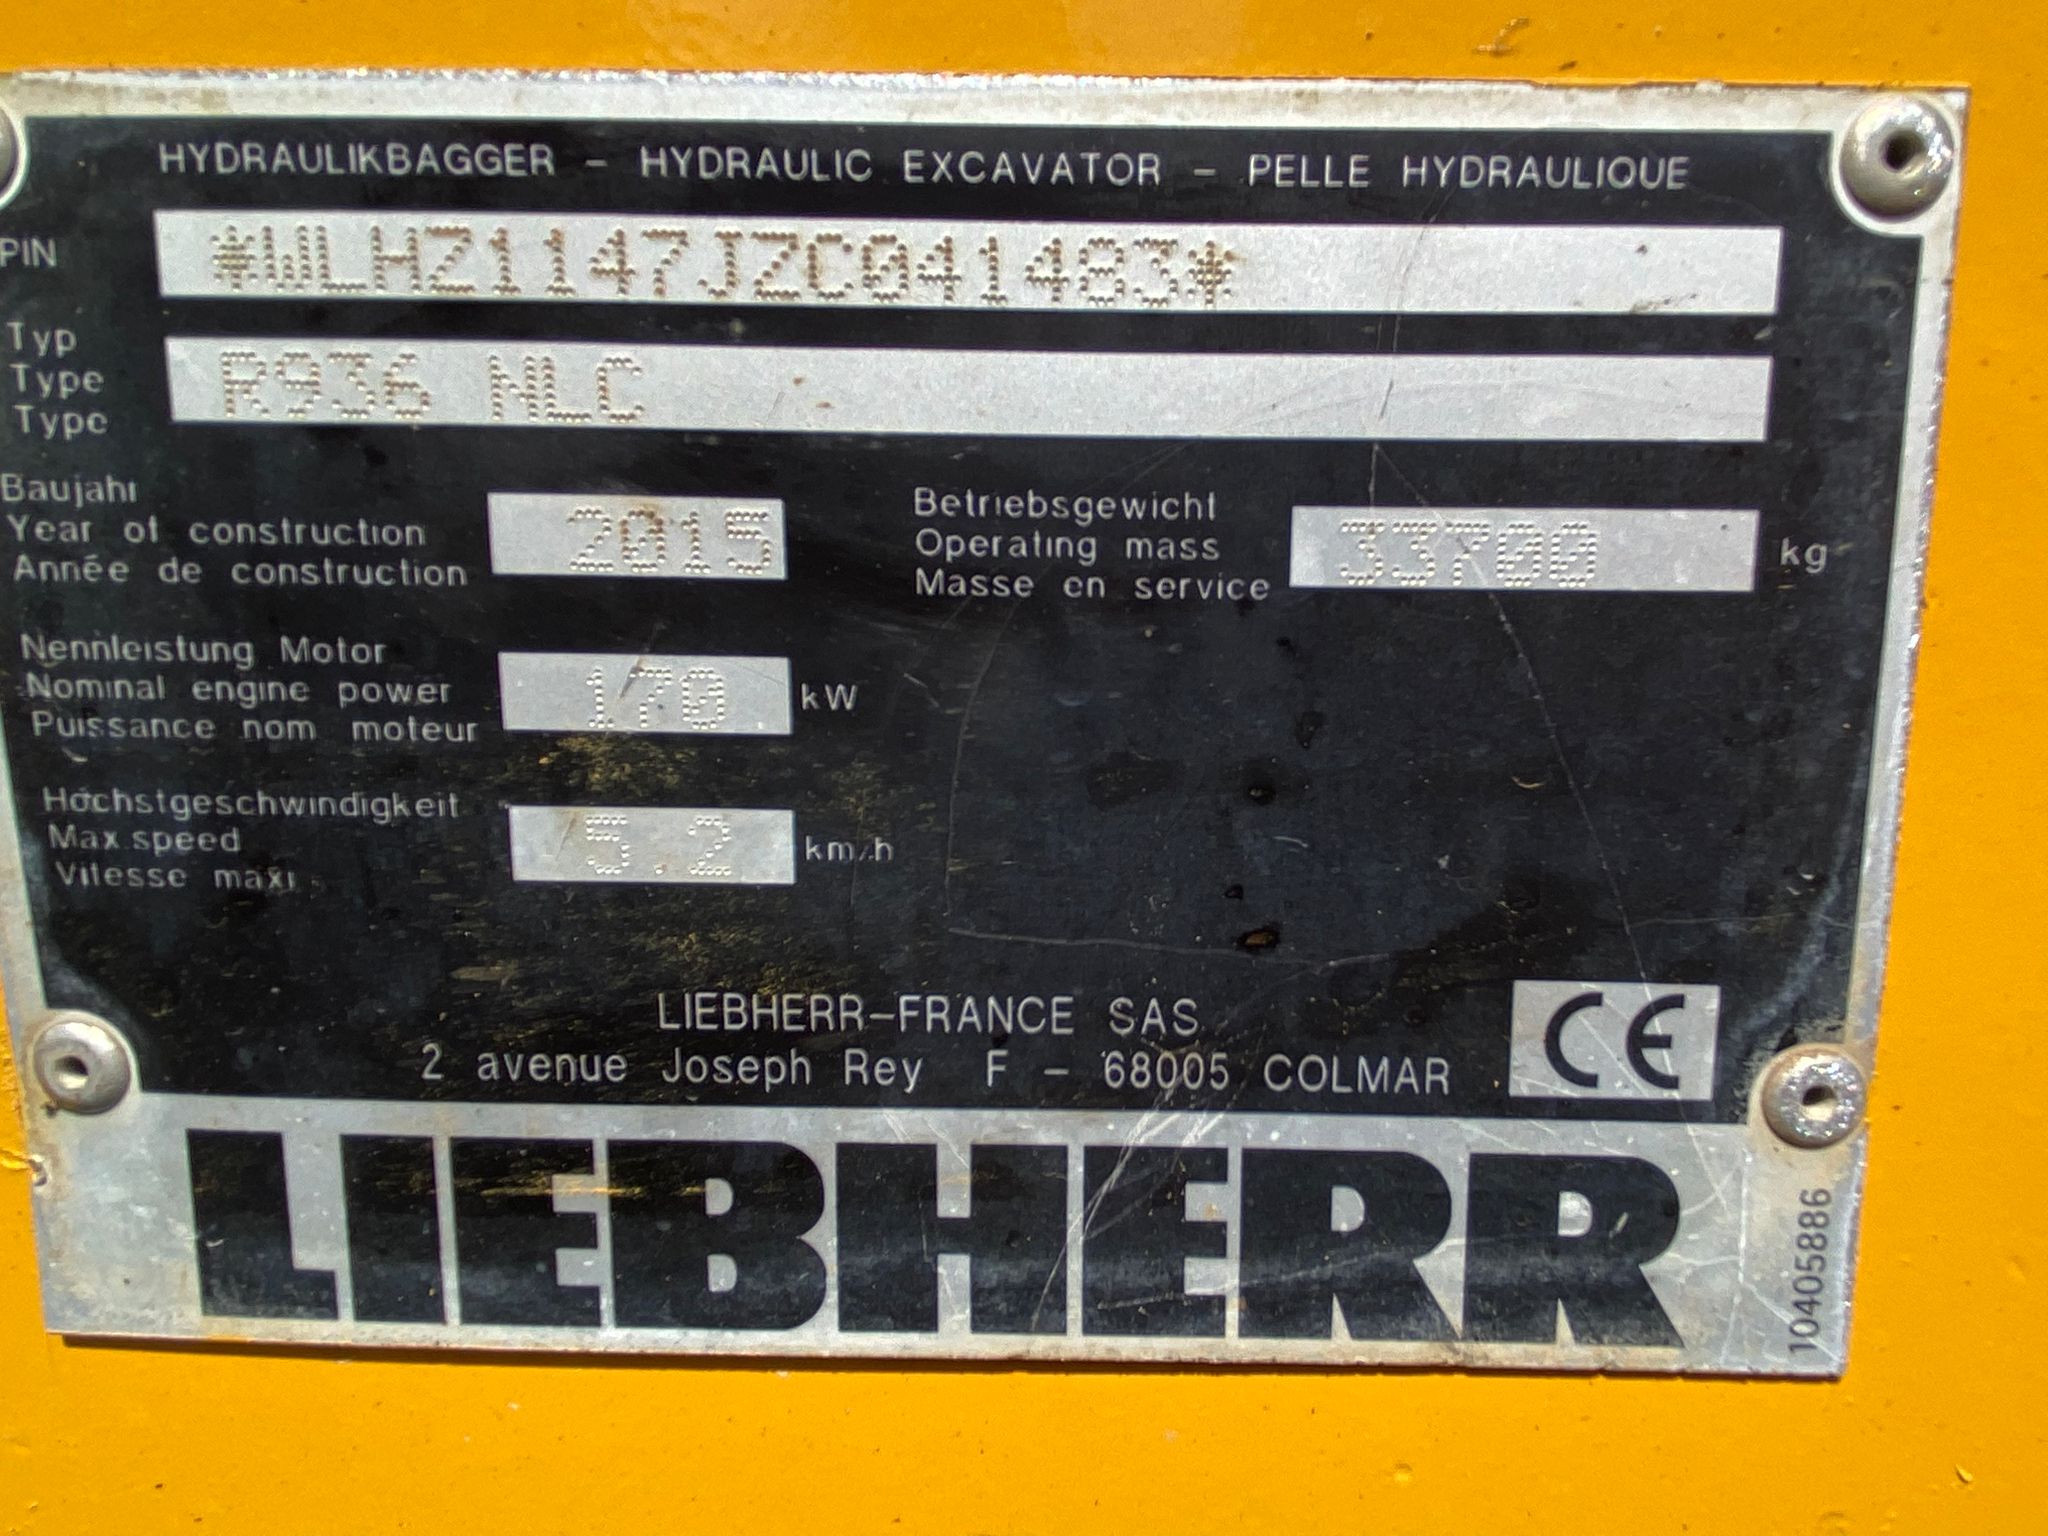 HYDRAULIKBAGGER - HYDRAULIC EXCAVATOR - PELLE HYDRAULIQUE
PIN *WLHZ1147JZC041483*
Typ
Type R936 NLC
Type
Baujahr
Year of construction 2015
Année de construction
Betriebsgewicht
Operating mass 33700 kg
Masse en service
Nennleistung Motor
Nominal engine power 170 kW
Puissance nom moteur
Höchstgeschwindigkeit
Max.speed 5.2 km/h
Vitesse maxi
LIEBHERR-FRANCE SAS
2 avenue Joseph Rey F - 68005 COLMAR
CE
LIEBHERR
10405886